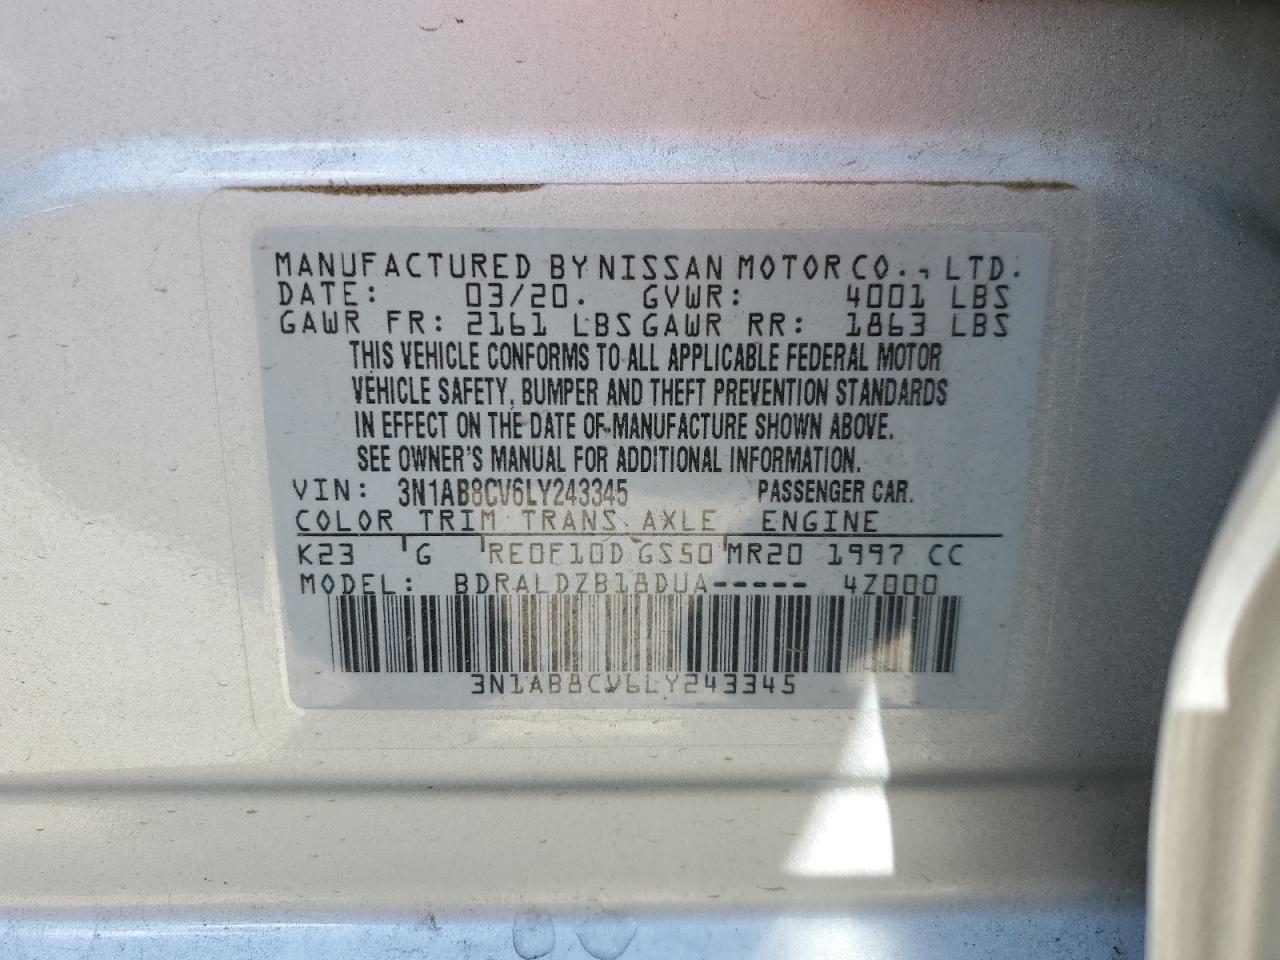 MANUFACTURED BY NISSAN MOTOR CO., LTD.
DATE: 03/20. GVWR: 4001 LBS
GAWR FR: 2161 LBS GAWR RR: 1863 LBS
THIS VEHICLE CONFORMS TO ALL APPLICABLE FEDERAL MOTOR
VEHICLE SAFETY, BUMPER AND THEFT PREVENTION STANDARDS
IN EFFECT ON THE DATE OF MANUFACTURE SHOWN ABOVE.
SEE OWNER'S MANUAL FOR ADDITIONAL INFORMATION.
VIN: 3N1AB8CV6LY243345 PASSENGER CAR.
COLOR TRIM TRANS AXLE ENGINE
K23 G RE0F10D GS50 MR20 1997 CC
MODEL: BDRALDZB18DUA----- 4Z000
3N1AB8CV6LY243345